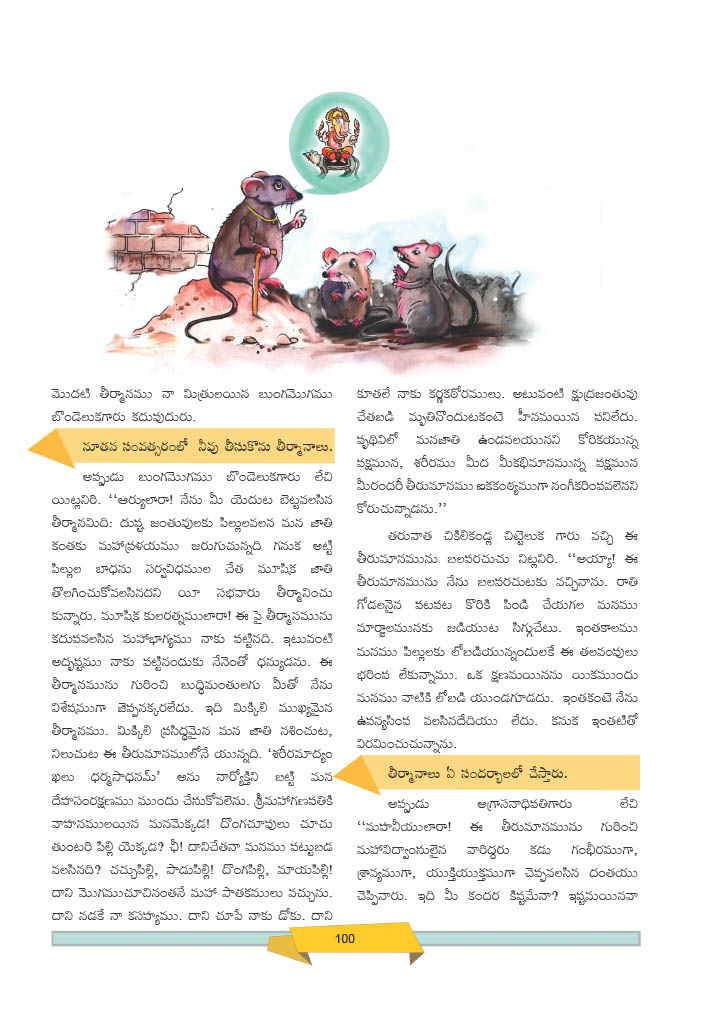 మొదటి తీర్మానము నా మిత్రులయిన బుంగమొగము
బొండెలుకగారు కదువుదురు.
నూతన సంవత్సరంలో నీవు తీసుకొను తీర్మానాలు.
అప్పుడు బుంగమొగము బొండెలుకగారు లేచి
యిట్లనిరి. ‘‘ఆర్యులారా! నేను మీ యెదుట బెట్టవలసిన
తీర్మానమిది: దుష్ట జంతువులకు పిల్లులవలన మన జాతి
కంతకు మహాప్రళయము జరుగుచున్నది గనుక అట్టి
పిల్లుల బాధను సర్వవిధముల చేత మూషిక జాతి
తొలగించుకోవలసినదని యీ సభవారు తీర్మానించు
కున్నారు. మూషిక కులరత్నములారా! ఈ పై తీర్మానమును
కదుపవలసిన మహాభాగ్యము నాకు పట్టినది. ఇటువంటి
అదృష్టము నాకు పట్టినందుకు నేనెంతో ధన్యుడను. ఈ
తీర్మానమును గురించి బుద్ధిమంతులగు మీతో నేను
విశేషముగా జెప్పనక్కరలేదు. ఇది మిక్కిలి ముఖ్యమైన
తీర్మానము. మిక్కిలి ప్రసిద్ధమైన మన జాతి నశించుట,
నిలుచుట ఈ తీరుమానములోనే యున్నది. ‘శరీరమాద్యం
ఖలు ధర్మసాధనమ్’ అను నార్యోక్తిని బట్టి మన
దేహసంరక్షణము ముందు చేసుకోవలెను. శ్రీమహాగణపతికి
వాహనములయిన మనమెక్కడ! దొంగచూపులు చూచు
తుంటరి పిల్లి యెక్కడ? ఛీ! దానిచేతనా మనము పట్టుబడ
వలసినది? చచ్చుపిల్లి, పాడుపిల్లి! దొంగపిల్లి, మాయపిల్లి!
దాని మొగముచూచినంతనే మహా పాతకములు వచ్చును.
దాని నడకే నా కసహ్యము. దాని చూపే నాకు డోకు. దాని
కూతలే నాకు కర్ణకఠోరములు. అటువంటి క్షుద్రజంతువు
చేతబడి మృతినొందుటకంటె హీనమయిన పనిలేదు.
పృథివిలో మనజాతి ఉండవలయునని కోరికయున్న
పక్షమున, శరీరము మీద మీకభిమానమున్న పక్షమున
మీరందరీ తీరుమానము ఐకకంఠ్యముగా నంగీకరింపవలెనని
కోరుచున్నాడను.’’
తరువాత చికిలికండ్ల చిట్టెలుక గారు వచ్చి ఈ
తీరుమానమును బలపరచుచు నిట్లనిరి. ‘‘అయ్యా! ఈ
తీరుమానమును నేను బలపరచుటకు వచ్చినాను. రాతి
గోడలనైన పటపట కొరికి పిండి చేయగల మనము
మార్జాలమునకు జడియుట సిగ్గుచేటు. ఇంతకాలము
మనము పిల్లులకు లోబడియున్నందులకే ఈ తలవంపులు
భరింప లేకున్నాము. ఒక క్షణమయినను యికముందు
మనము వాటికి లోబడి యుండగూడదు. ఇంతకంటె నేను
ఉపన్యసింప వలసినదేదియు లేదు. కనుక ఇంతటితో
విరమించుచున్నాను.
తీర్మానాలు ఏ సందర్భాలలో చేస్తారు.
అప్పుడు అగ్రాసనాధిపతిగారు లేచి
‘‘మహనీయులారా! ఈ తీరుమానమును గురించి
మహావిద్వాంసులైన వారిద్దరు కడు గంభీరముగా,
శ్రావ్యముగా, యుక్తియుక్తముగా చెప్పవలసిన దంతయు
చెప్పినారు. ఇది మీ కందర కిష్టమేనా? ఇష్టమయినవా
100